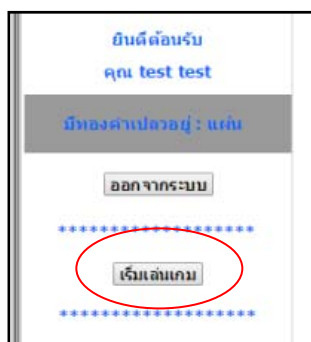 ยินดีต้อนรับ
คุณ test test
มีทองคำเปลวอยู่ : แผ่น
ออกจากระบบ
*******************
เริ่มเล่นเกม
*******************